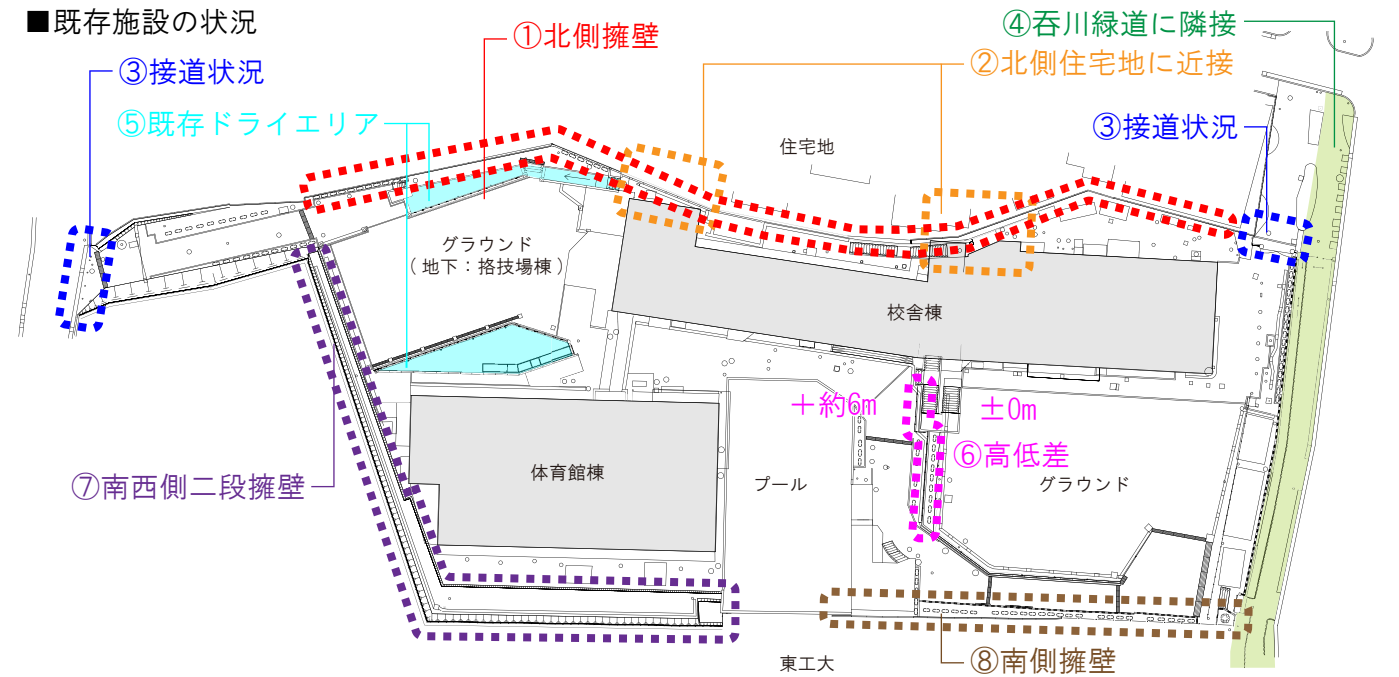 ■既存施設の状況
④呑川緑道に隣接
①北側擁壁
②北側住宅地に近接
③接道状況
⑤既存ドライエリア
③接道状況
住宅地
グラウンド
（地下：挌技場棟）
校舎棟
＋約6m
±0m
⑥高低差
⑦南西側二段擁壁
体育館棟
プール
グラウンド
東工大
⑧南側擁壁